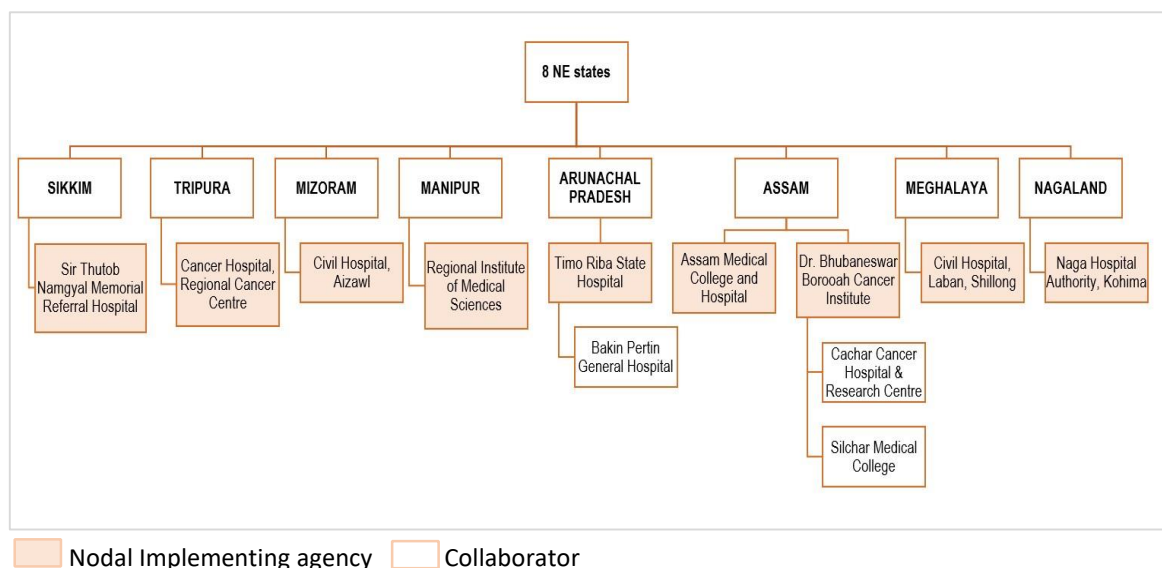 8 NE states
SIKKIM
TRIPURA
MIZORAM
MANIPUR
ARUNACHAL
PRADESH
ASSAM
MEGHALAYA
NAGALAND
Sir Thutob
Namgyal Memorial
Referral Hospital
Cancer Hospital,
Regional Cancer
Centre
Civil Hospital,
Aizawl
Regional Institute
of Medical
Sciences
Timo Riba State
Hospital
Assam Medical
College and
Hospital
Dr. Bhubaneswar
Borooah Cancer
Institute
Civil Hospital,
Laban, Shillong
Naga Hospital
Authority, Kohima
Bakin Pertin
General Hospital
Cachar Cancer
Hospital &
Research Centre
Silchar Medical
College
Nodal Implementing agency
Collaborator